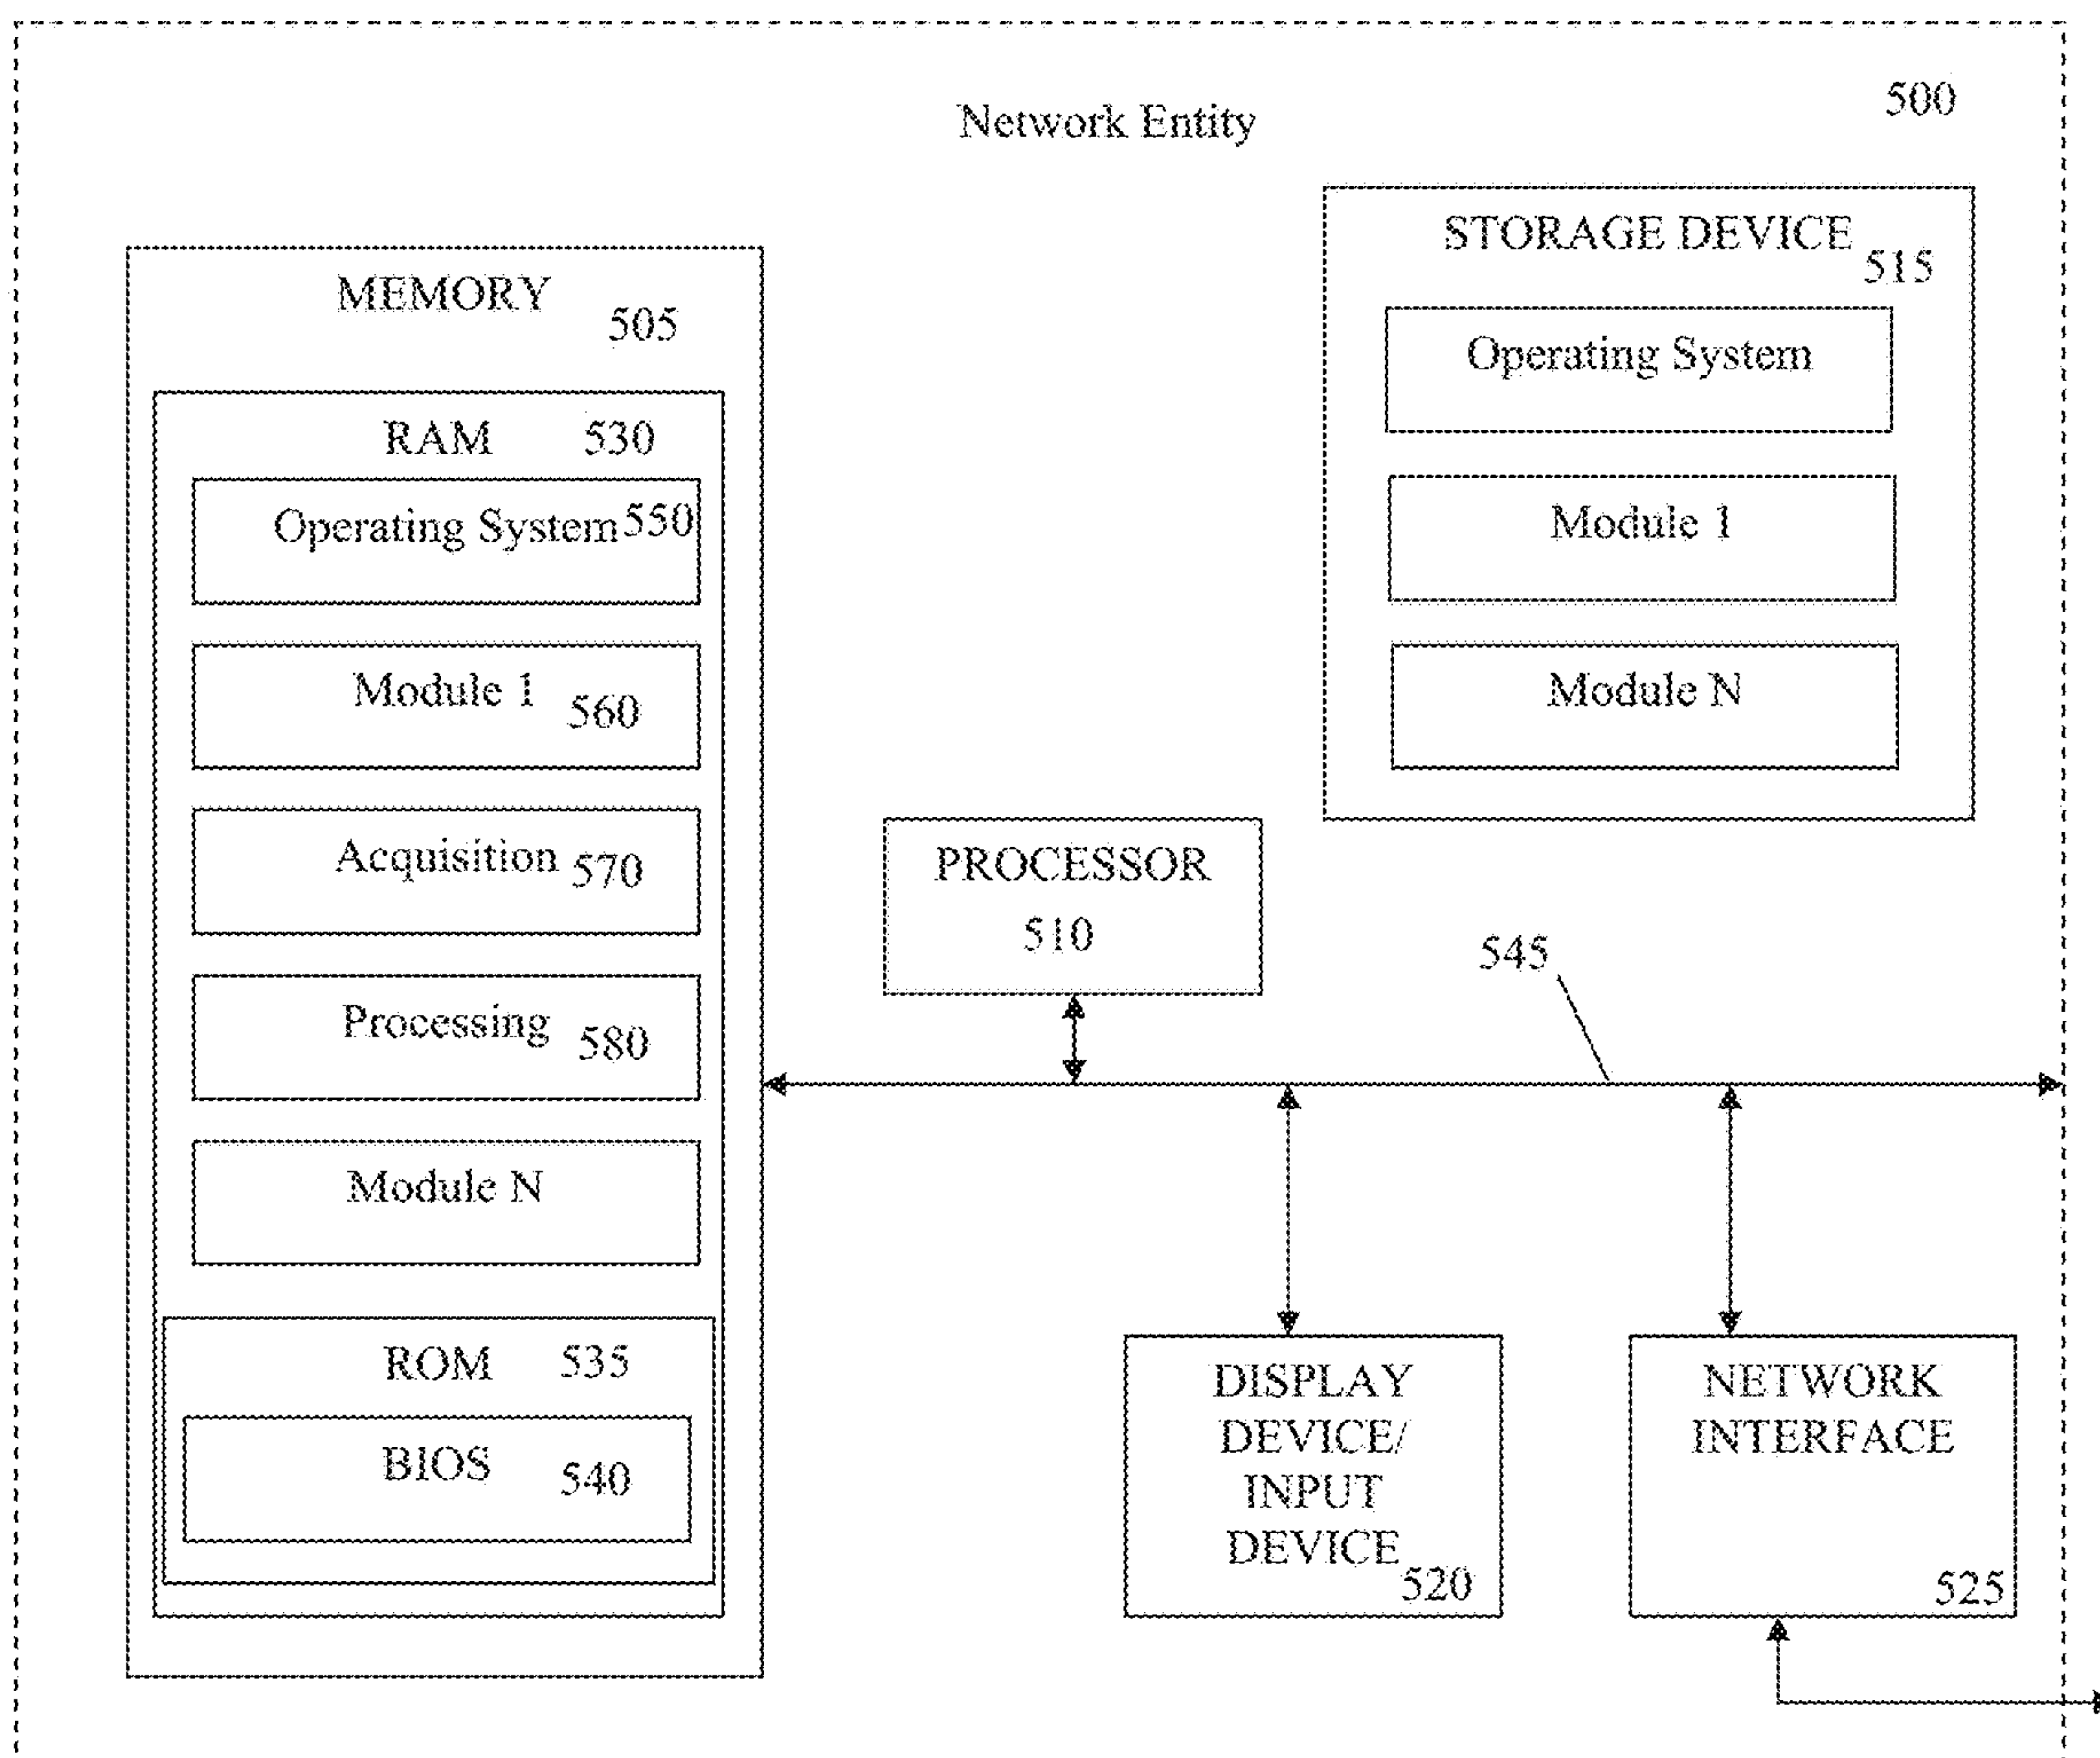 Network Entity
500
MEMORY
505
RAM 530
Operating System 550
Module 1 560
Acquisition 570
Processing 580
Module N
ROM 535
BIOS 540
STORAGE DEVICE
515
Operating System
Module 1
Module N
PROCESSOR
510
545
DISPLAY
DEVICE/
INPUT
DEVICE
520
NETWORK
INTERFACE
525